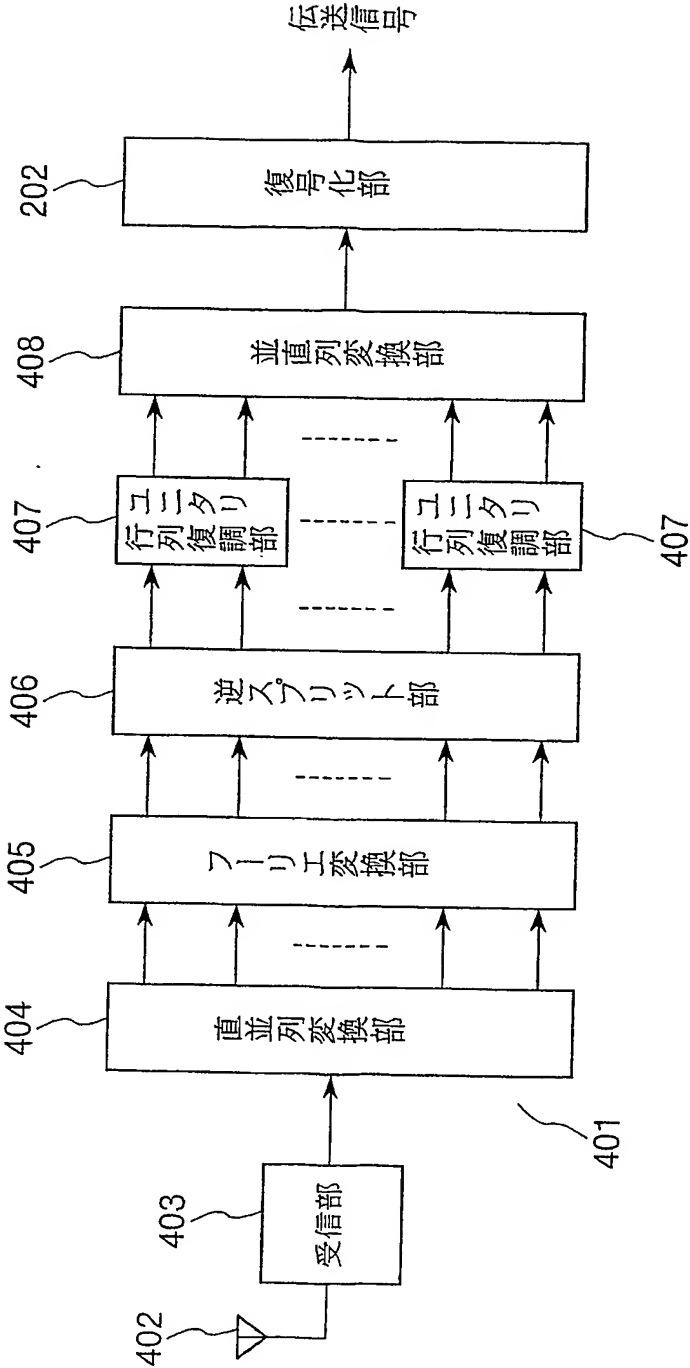 402
403
受信部
401
404
直並列変換部
405
フーリエ変換部
406
逆スプリット部
407
ユニタリ
行列復調部
ユニタリ
行列復調部
407
408
並直列変換部
202
復号化部
伝送信号